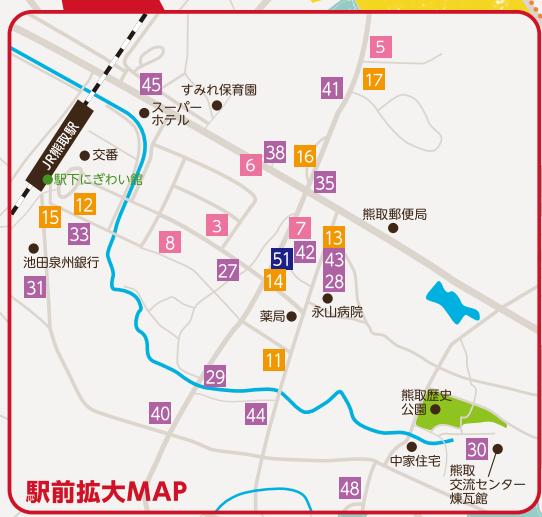 5
17
41
45
すみれ保育園
スーパー
ホテル
JR熊取駅
交番
38
16
6
35
駅下にぎわい館
12
15
33
熊取郵便局
3
7
13
8
42
51
43
池田泉州銀行
27
14
28
31
薬局
永山病院
11
29
熊取歴史
公園
40
44
中家住宅
30
熊取
交流センター
煉瓦館
48
駅前拡大MAP